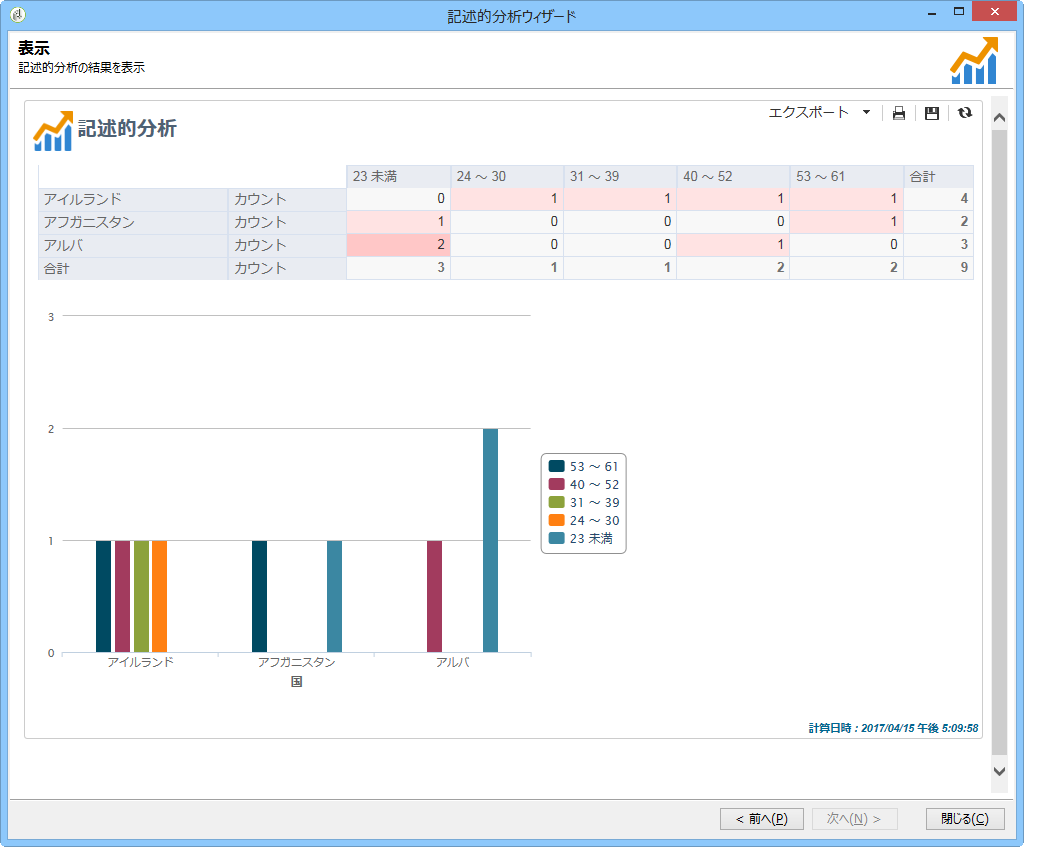 記述的分析ウィザード
表示
記述的分析の結果を表示
エクスポート
記述的分析
23 未満 24 ～ 30 31 ～ 39 40 ～ 52 53 ～ 61 合計
アイルランド カウント 0 1 1 1 1 4
アフガニスタン カウント 1 0 0 0 1 2
アルバ カウント 2 0 0 1 0 3
合計 カウント 3 1 1 2 2 9
3
2
1
0
53 ～ 61
40 ～ 52
31 ～ 39
24 ～ 30
23 未満
アイルランド アフガニスタン アルバ
国
計算日時 : 2017/04/15 午後 5:09:58
< 前へ(P) 次へ(N) > 閉じる(C)